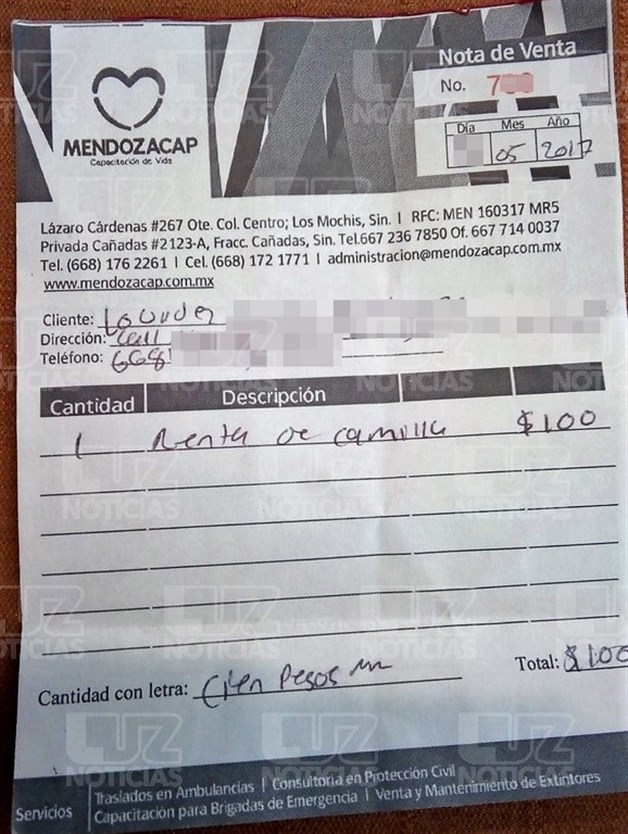 MENDOZACAP
Capacitación de Vida
Nota de Venta
No. 7
Día Mes Año
05 2017
Lázaro Cárdenas #267 Ote. Col. Centro; Los Mochis, Sin. | RFC: MEN 160317 MR5
Privada Cañadas #2123-A, Fracc. Cañadas, Sin. Tel.667 236 7850 Of. 667 714 0037
Tel. (668) 176 2261 | Cel. (668) 172 1771 | administracion@mendozacap.com.mx
www.mendozacap.com.mx
Cliente:
Dirección:
Teléfono: 668
Cantidad Descripción
1 Renta de camilla $100
Total: $100
Cantidad con letra: Cien Pesos mn
Servicios
Traslados en Ambulancias | Consultoria en Protección Civil
Capacitación para Brigadas de Emergencia | Venta y Mantenimiento de Extintores
LUZ NOTICIAS